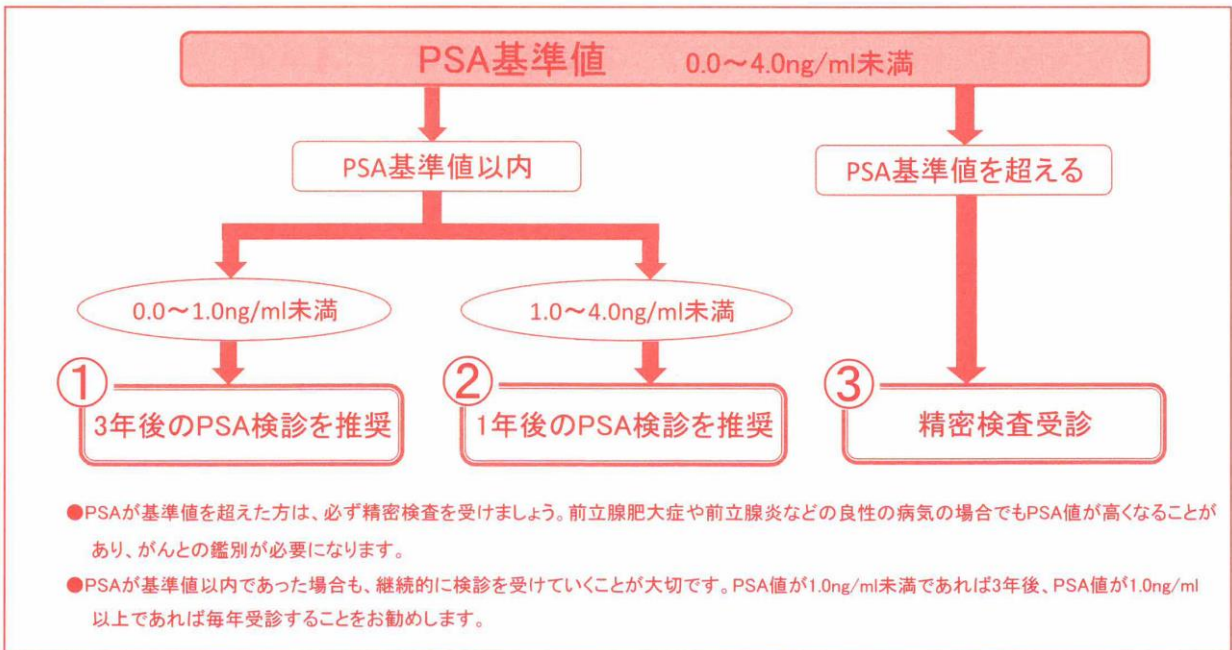 PSA基準値 0.0～4.0ng/ml未満
PSA基準値以内
PSA基準値を超える
0.0～1.0ng/ml未満
1.0～4.0ng/ml未満
①
3年後のPSA検診を推奨
②
1年後のPSA検診を推奨
③
精密検査受診
●PSAが基準値を超えた方は、必ず精密検査を受けましょう。前立腺肥大症や前立腺炎などの良性の病気の場合でもPSA値が高くなることが
あり、がんとの鑑別が必要になります。
●PSAが基準値以内であった場合も、継続的に検診を受けていくことが大切です。PSA値が1.0ng/ml未満であれば3年後、PSA値が1.0ng/ml
以上であれば毎年受診することをお勧めします。